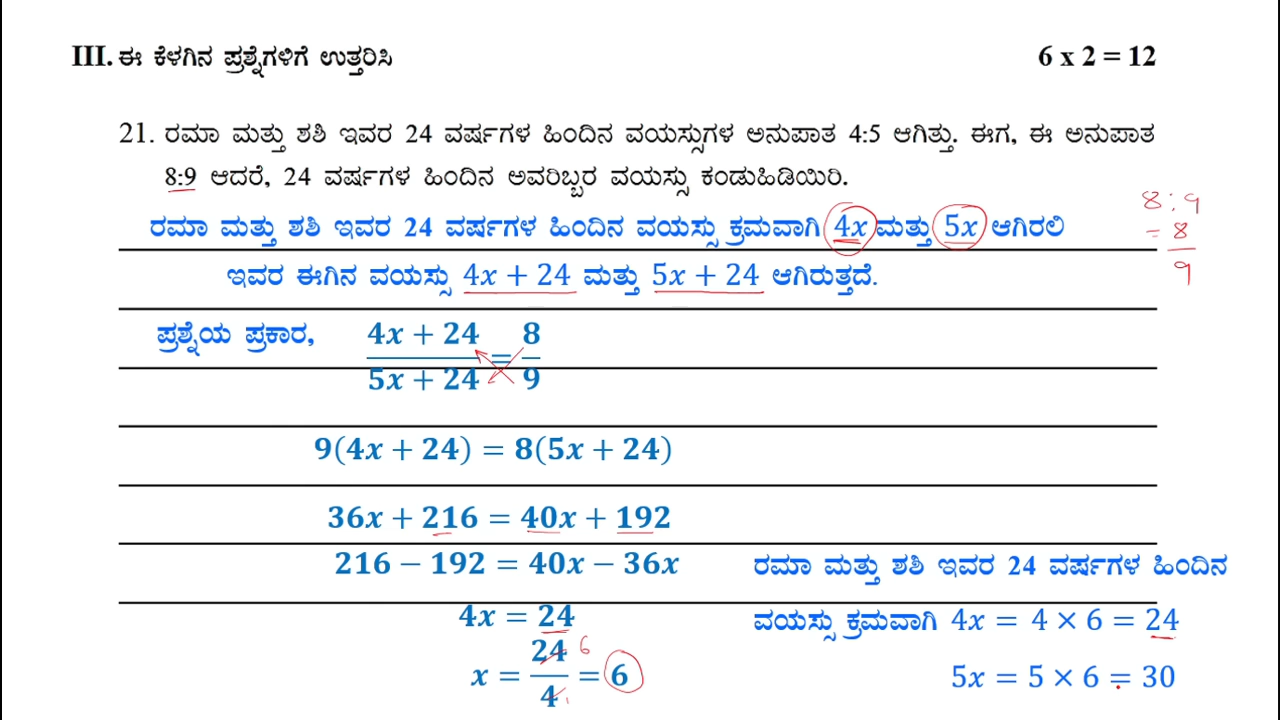 III. ಈ ಕೆಳಗಿನ ಪ್ರಶ್ನೆಗಳಿಗೆ ಉತ್ತರಿಸಿ 6 x 2 = 12
21. ರಮಾ ಮತ್ತು ಶಶಿ ಇವರ 24 ವರ್ಷಗಳ ಹಿಂದಿನ ವಯಸ್ಸುಗಳ ಅನುಪಾತ 4:5 ಆಗಿತ್ತು. ಈಗ, ಈ ಅನುಪಾತ
8:9 ಆದರೆ, 24 ವರ್ಷಗಳ ಹಿಂದಿನ ಅವರಿಬ್ಬರ ವಯಸ್ಸು ಕಂಡುಹಿಡಿಯಿರಿ.
8:9
ರಮಾ ಮತ್ತು ಶಶಿ ಇವರ 24 ವರ್ಷಗಳ ಹಿಂದಿನ ವಯಸ್ಸು ಕ್ರಮವಾಗಿ 4x ಮತ್ತು 5x ಆಗಿರಲಿ
= 8
9
ಇವರ ಈಗಿನ ವಯಸ್ಸು 4x + 24 ಮತ್ತು 5x + 24 ಆಗಿರುತ್ತದೆ.
ಪ್ರಶ್ನೆಯ ಪ್ರಕಾರ, 4x + 24 = 8
5x + 24 9
9(4x + 24) = 8(5x + 24)
36x + 216 = 40x + 192
216 − 192 = 40x − 36x
4x = 24
x = 24/4 = 6
6
1
ರಮಾ ಮತ್ತು ಶಶಿ ಇವರ 24 ವರ್ಷಗಳ ಹಿಂದಿನ
ವಯಸ್ಸು ಕ್ರಮವಾಗಿ 4x = 4 × 6 = 24
5x = 5 × 6 = 30